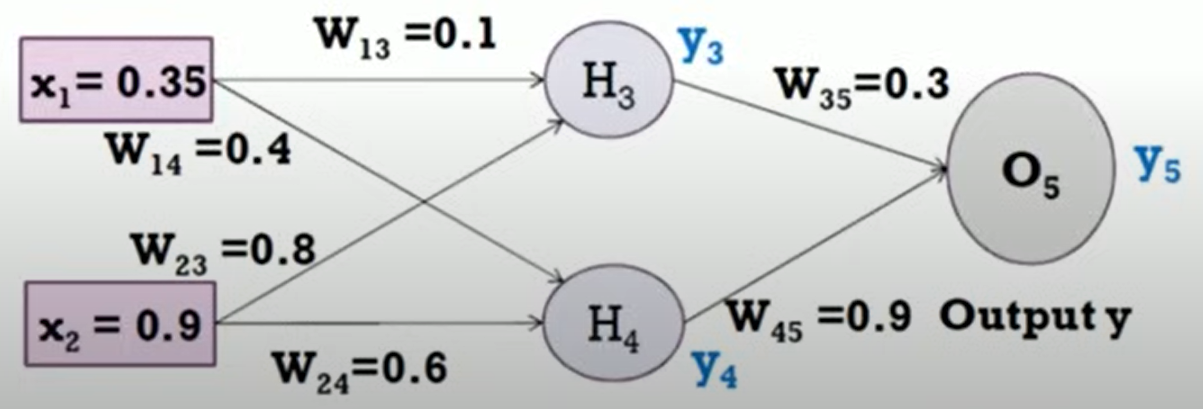 W₁₃ =0.1
x₁= 0.35
H₃
y₃
W₃₅=0.3
W₁₄ =0.4
O₅
y₅
W₂₃ =0.8
x₂ = 0.9
H₄
W₄₅ =0.9
Output y
W₂₄=0.6
y₄